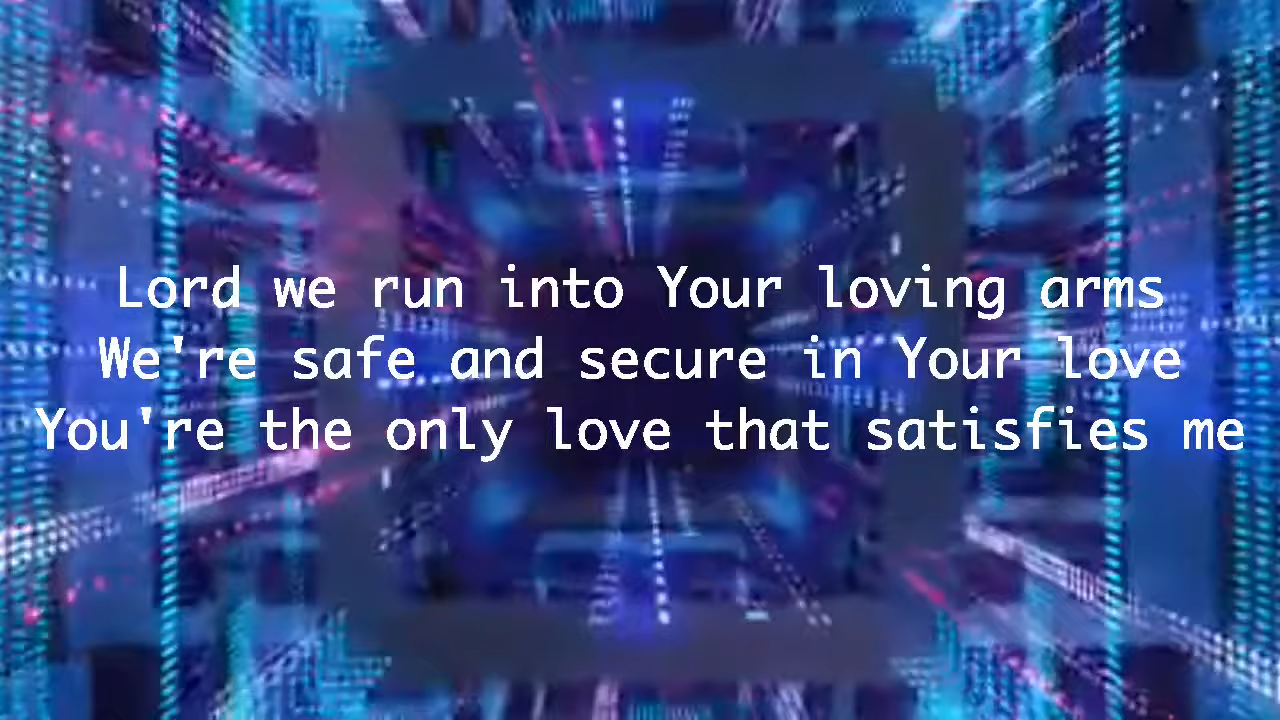 Lord we run into Your loving arms
We're safe and secure in Your love
You're the only love that satisfies me